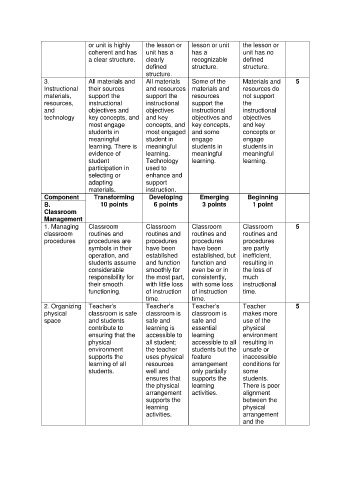 or unit is highly
coherent and has
a clear structure.
the lesson or
unit has a
clearly
defined
structure.
lesson or unit
has a
recognizable
structure.
the lesson or
unit has no
defined
structure.
3.
Instructional
materials,
resources,
and
technology
All materials and
their sources
support the
instructional
objectives and
key concepts, and
most engage
students in
meaningful
learning. There is
evidence of
student
participation in
selecting or
adapting
materials.
All materials
and resources
support the
instructional
objectives
and key
concepts, and
most engaged
student in
meaningful
learning.
Technology
used to
enhance and
support
instruction.
Some of the
materials and
resources
support the
instructional
objectives and
key concepts,
and some
engage
students in
meaningful
learning.
Materials and
resources do
not support
the
instructional
objectives
and key
concepts or
engage
students in
meaningful
learning.
5
Component
Transforming
10 points
Developing
6 points
Emerging
3 points
Beginning
1 point
B.
Classroom
Management
1. Managing
classroom
procedures
Classroom
routines and
procedures are
symbols in their
operation, and
students assume
considerable
responsibility for
their smooth
functioning.
Classroom
routines and
procedures
have been
established
and function
smoothly for
the most part,
with little loss
of instruction
time.
Classroom
routines and
procedures
have been
established, but
function and
even be or in
consistently,
with some loss
of instruction
time.
Classroom
routines and
procedures
are partly
inefficient,
resulting in
the loss of
much
instructional
time.
5
2. Organizing
physical
space
Teacher's
classroom is safe
and students
contribute to
ensuring that the
physical
environment
supports the
learning of all
students.
Teacher's
classroom is
safe and
learning is
accessible to
all student:
the teacher
uses physical
resources
well and
ensures that
the physical
arrangement
supports the
learning
activities.
Teacher's
classroom is
safe and
essential
learning
accessible to all
students but the
feature
arrangement
only partially
supports the
learning
activities.
Teacher
makes more
use of the
physical
environment
resulting in
unsafe or
inaccessible
conditions for
some
students.
There is poor
alignment
between the
physical
arrangement
and the
5